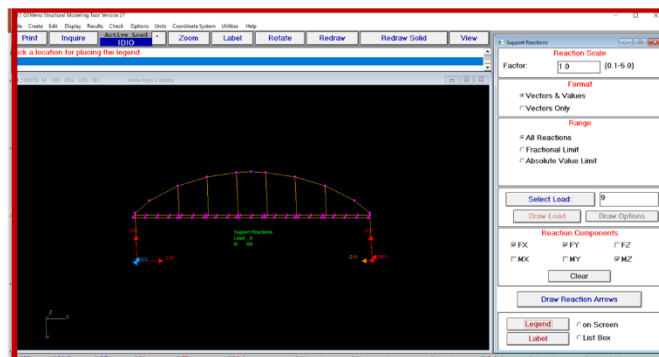 GTMenu Structural Modeling Tool Version 27
Create Edit Display Results Check Options Units Coordinate System Utilities Help
Print Inquire Active Load Zoom Label Rotate Redraw Redraw Solid View
IDIO
ck a location for placing the legend.
Support Reactions
Load 9
Z
X
Support Reactions
Reaction Scale
Factor: 1.0 (0.1-5.0)
Format
Vectors & Values
Vectors Only
Range
All Reactions
Fractional Limit
Absolute Value Limit
Select Load: 9
Draw Load Draw Options
Reaction Components
FX FY FZ
MX MY MZ
Clear
Draw Reaction Arrows
Legend on Screen
Label List Box